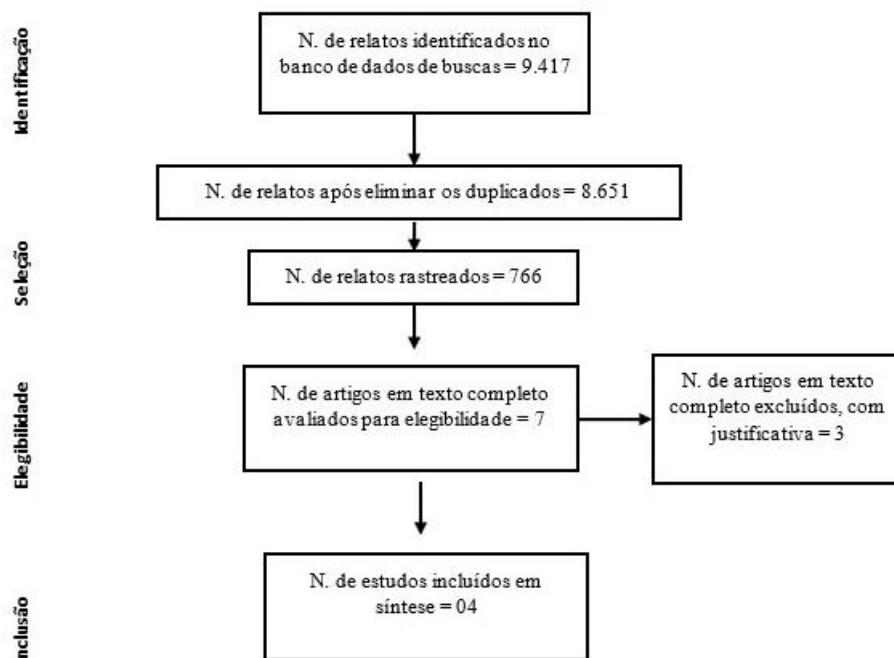 Identificação
N. de relatos identificados no
banco de dados de buscas = 9.417
N. de relatos após eliminar os duplicados = 8.651
Seleção
N. de relatos rastreados = 766
Elegibilidade
N. de artigos em texto completo
avaliados para elegibilidade = 7
N. de artigos em texto
completo excluídos, com
justificativa = 3
nclusão
N. de estudos incluídos em
síntese = 04